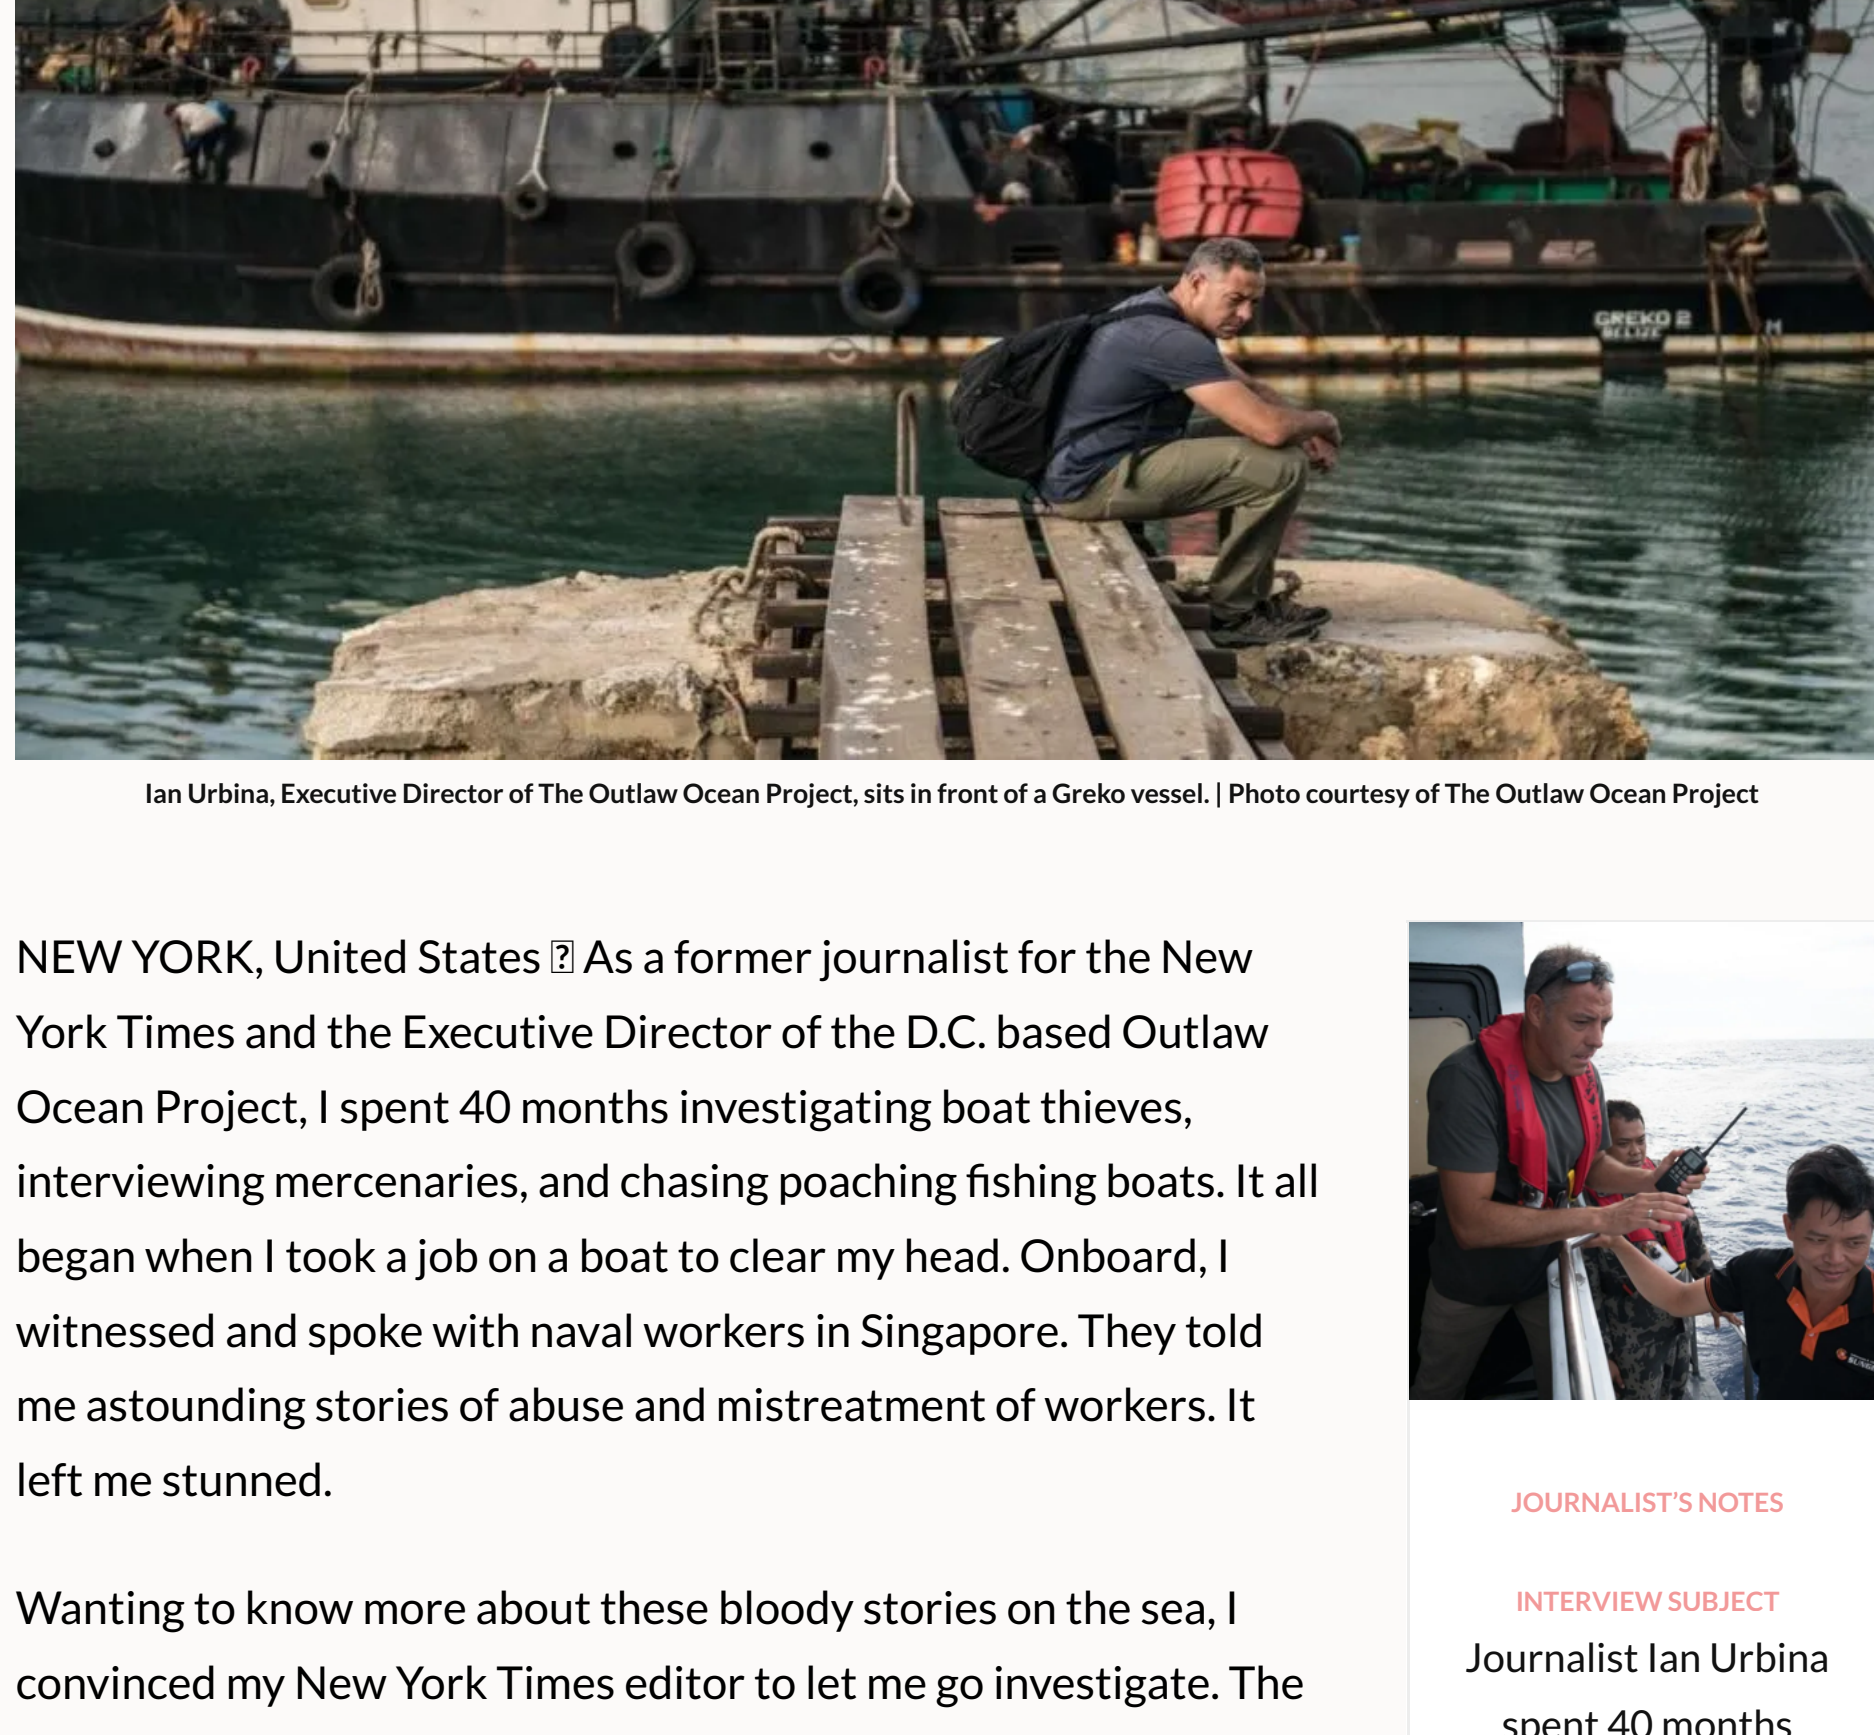 GREKO 2
BELIZE
Ian Urbina, Executive Director of The Outlaw Ocean Project, sits in front of a Greko vessel. | Photo courtesy of The Outlaw Ocean Project
NEW YORK, United States ⍰ As a former journalist for the New
York Times and the Executive Director of the D.C. based Outlaw
Ocean Project, I spent 40 months investigating boat thieves,
interviewing mercenaries, and chasing poaching fishing boats. It all
began when I took a job on a boat to clear my head. Onboard, I
witnessed and spoke with naval workers in Singapore. They told
me astounding stories of abuse and mistreatment of workers. It
left me stunned.
Wanting to know more about these bloody stories on the sea, I
convinced my New York Times editor to let me go investigate. The
JOURNALIST’S NOTES
INTERVIEW SUBJECT
Journalist Ian Urbina
spent 40 months